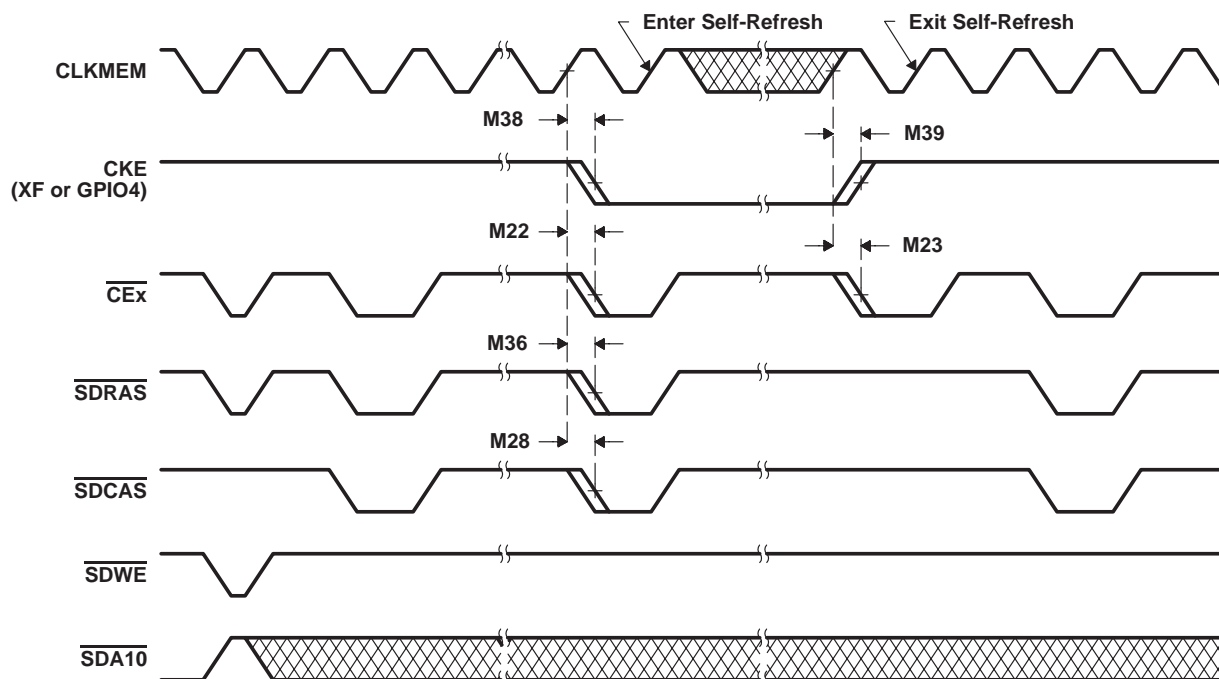 Enter Self-Refresh
Exit Self-Refresh
CLKMEM
M38
M39
CKE
(XF or GPIO4)
M22
M23
CEx
M36
SDRAS
M28
SDCAS
SDWE
SDA10